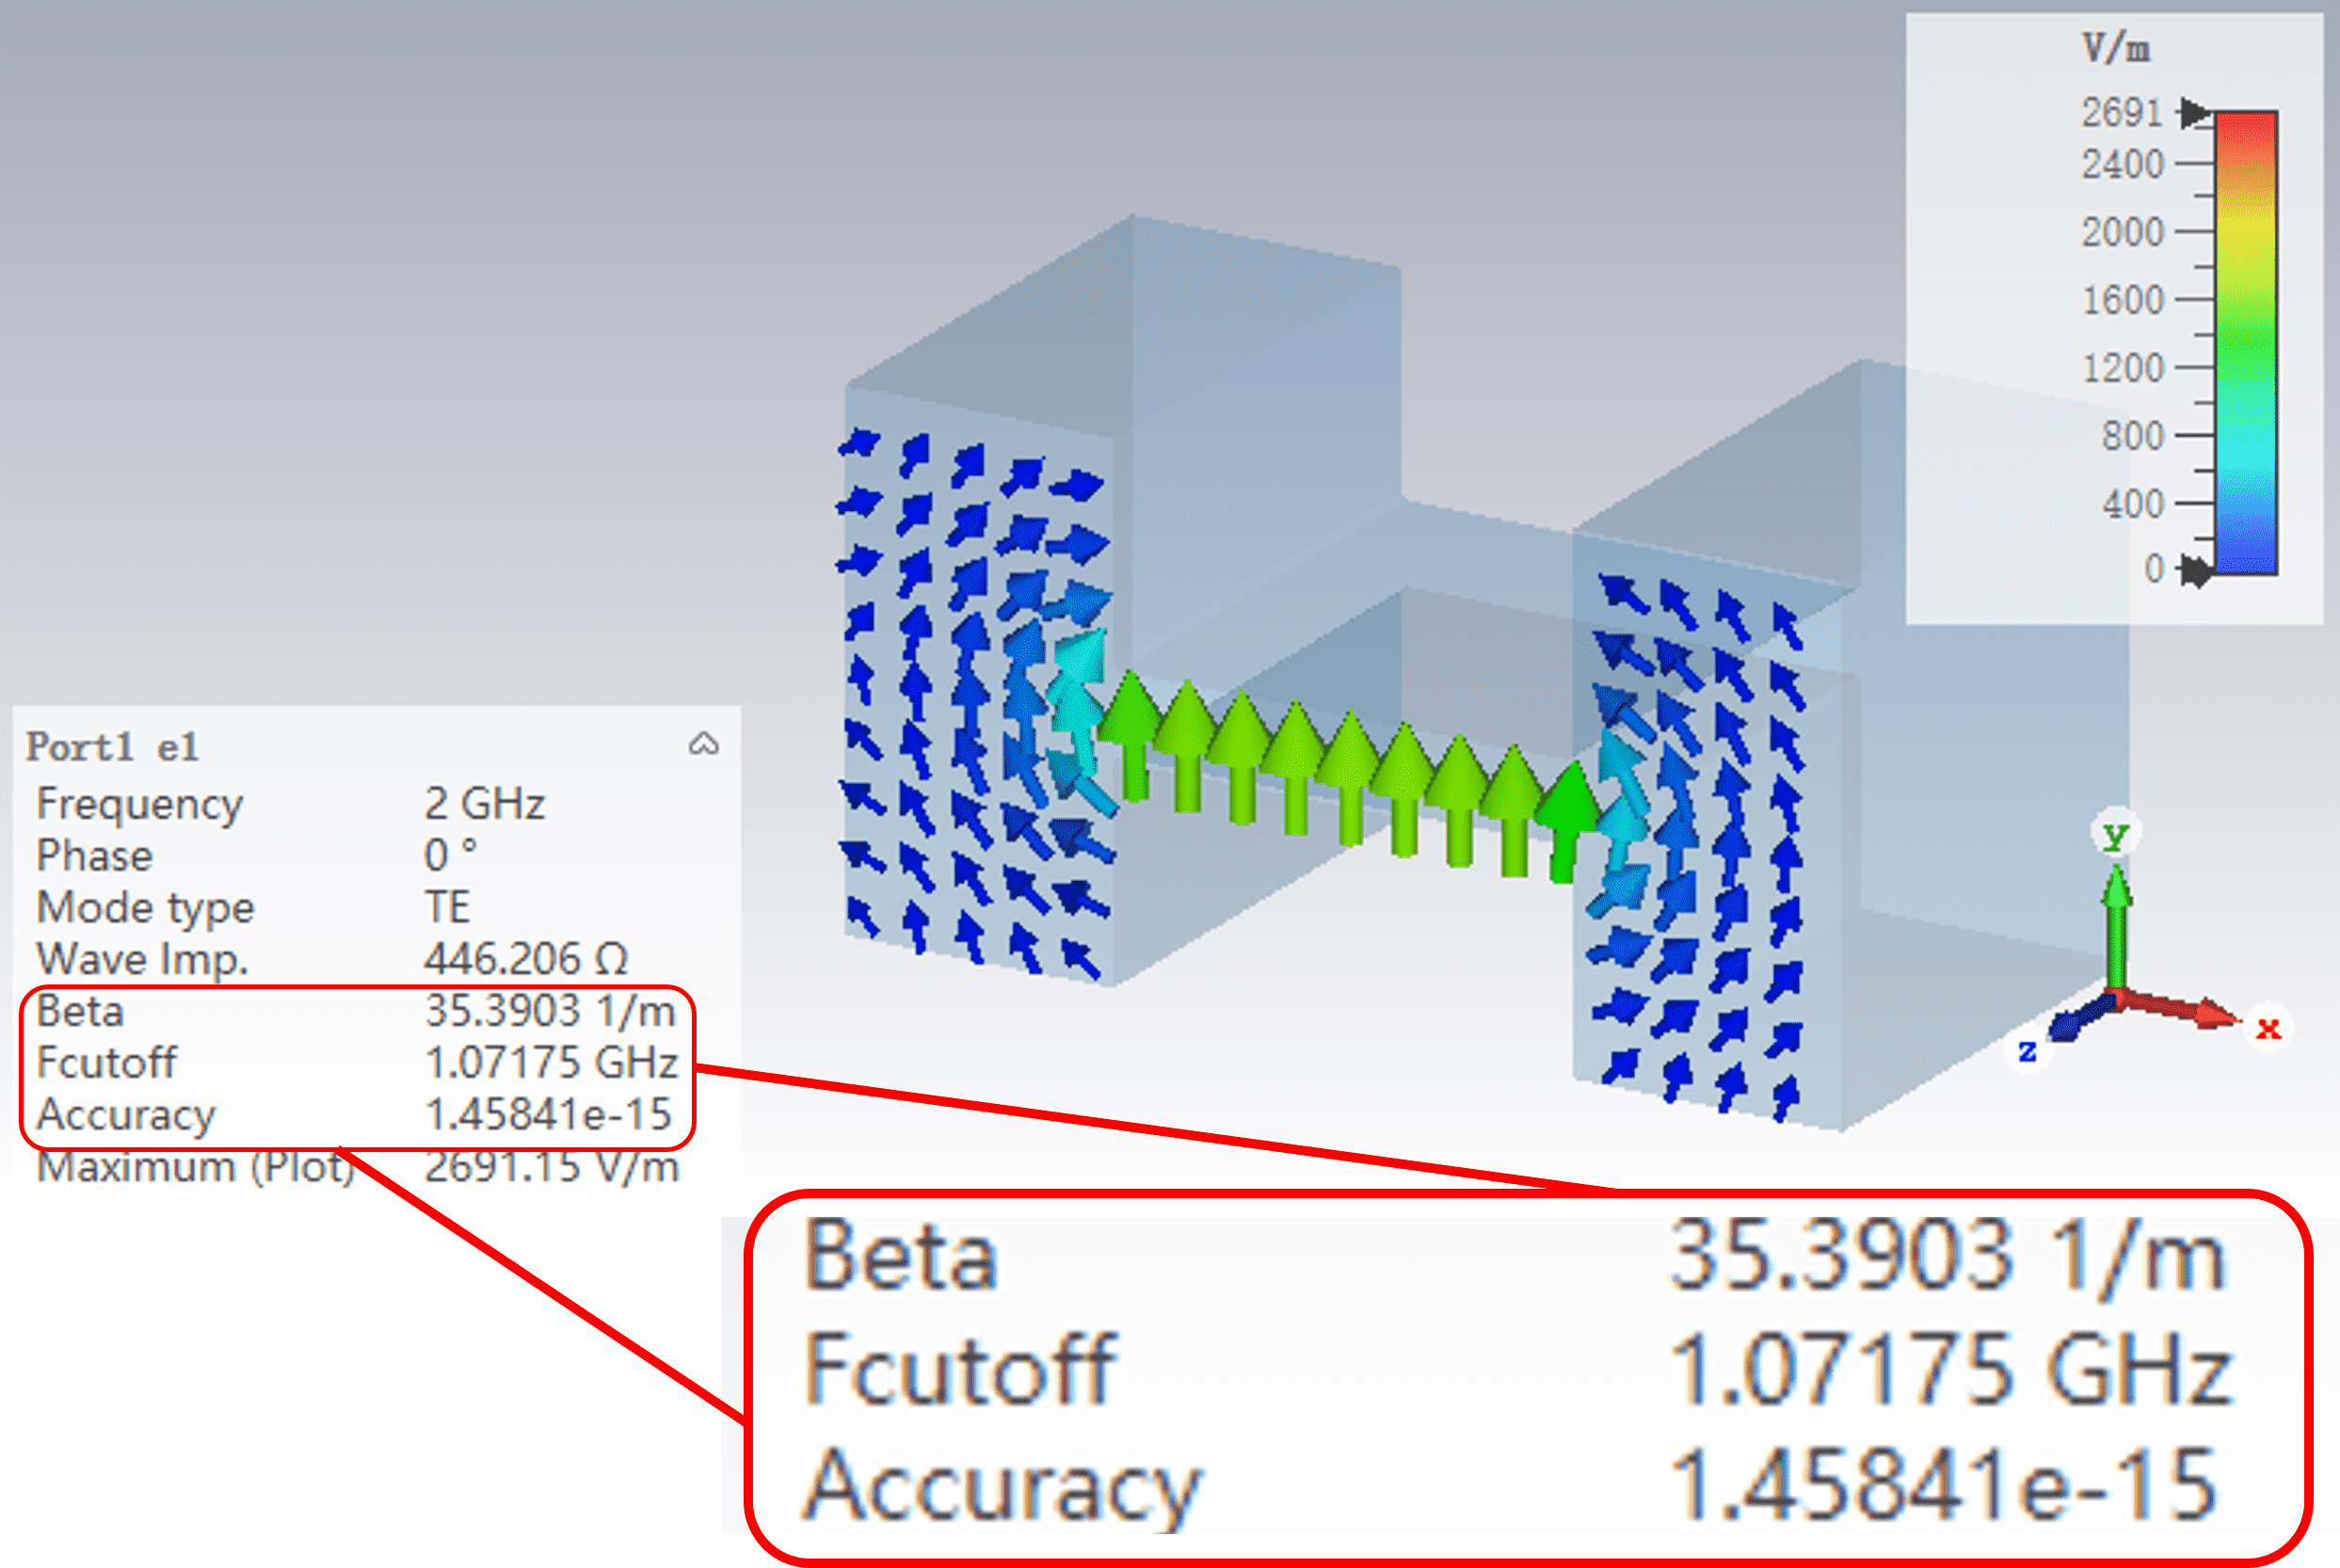 V/m
2691
2400
2000
1600
1200
800
400
0
Port1 e1
Frequency 2 GHz
Phase 0 °
Mode type TE
Wave Imp. 446.206 Ω
Beta 35.3903 1/m
Fcutoff 1.07175 GHz
Accuracy 1.45841e-15
Maximum (Plot) 2691.15 V/m
y
x
z
Beta 35.3903 1/m
Fcutoff 1.07175 GHz
Accuracy 1.45841e-15